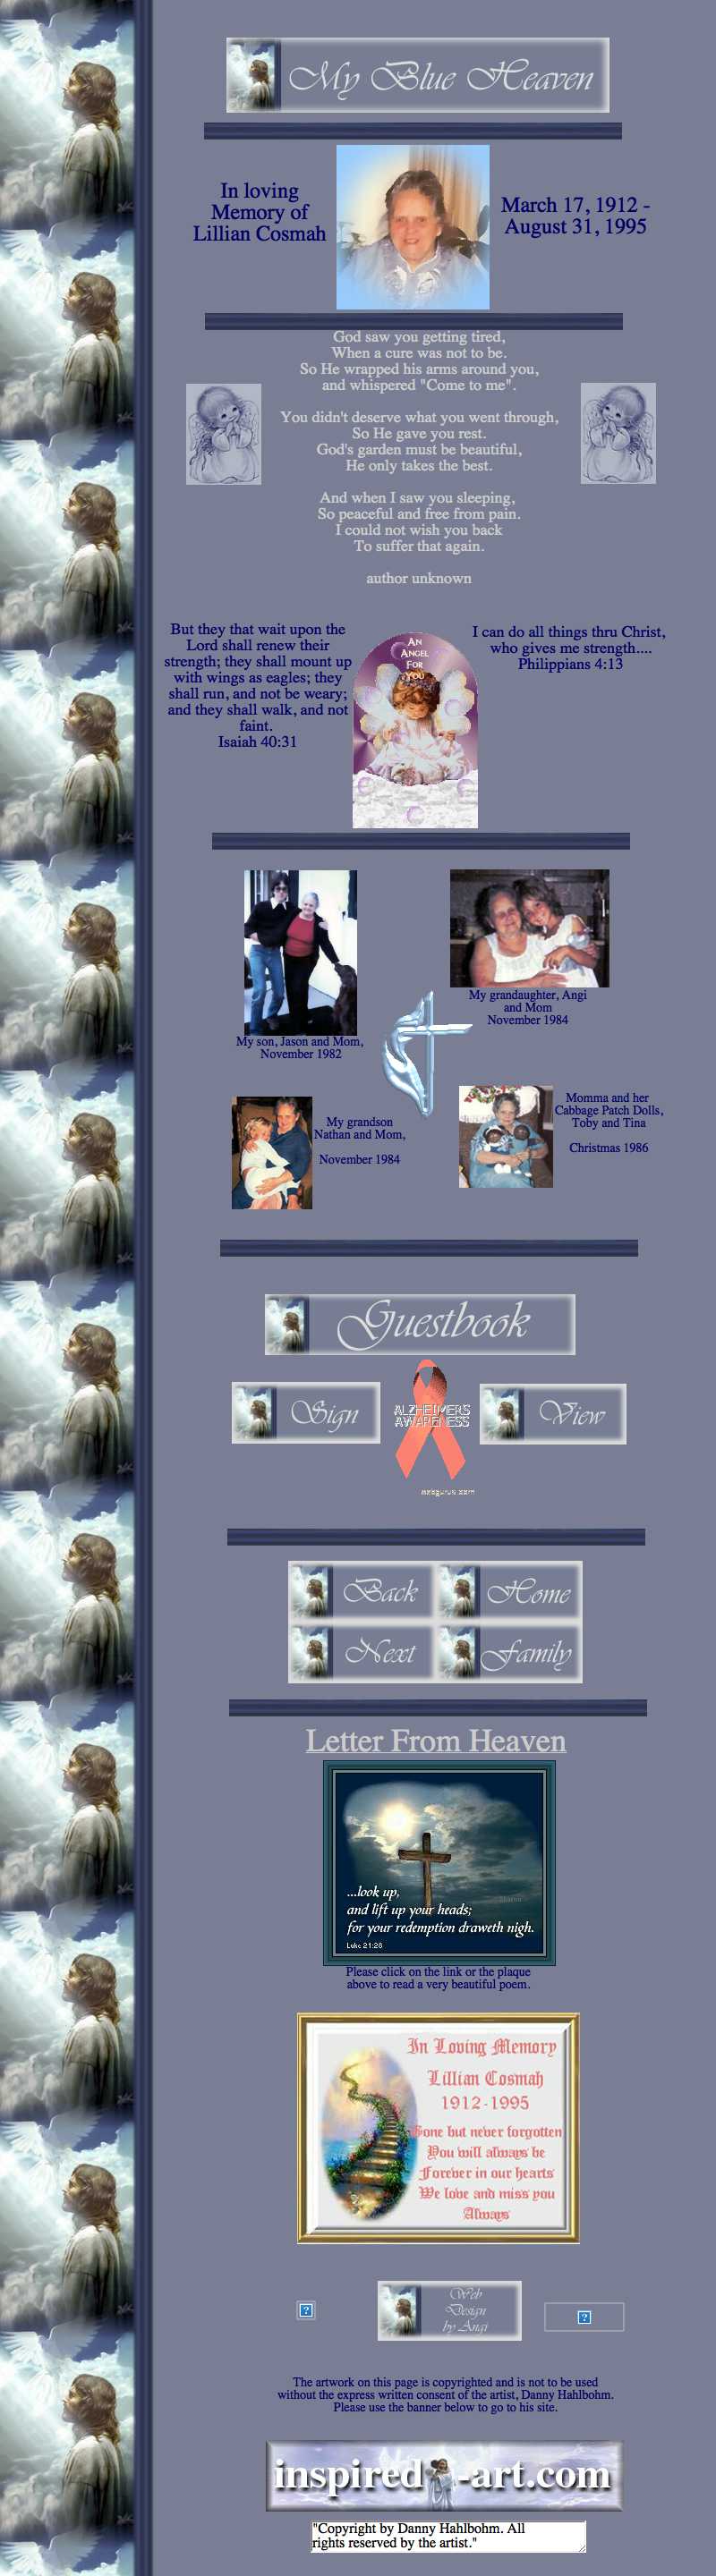 My Blue Heaven
In loving
Memory of
Lillian Cosmah
March 17, 1912 -
August 31, 1995
God saw you getting tired,
When a cure was not to be.
So He wrapped his arms around you,
and whispered "Come to me".
You didn't deserve what you went through,
So He gave you rest.
God's garden must be beautiful,
He only takes the best.
And when I saw you sleeping,
So peaceful and free from pain.
I could not wish you back
To suffer that again.
author unknown
But they that wait upon the
Lord shall renew their
strength; they shall mount up
with wings as eagles; they
shall run, and not be weary;
and they shall walk, and not
faint.
Isaiah 40:31
AN
ANGEL
FOR
YOU
I can do all things thru Christ,
who gives me strength....
Philippians 4:13
My son, Jason and Mom,
November 1982
My grandaughter, Angi
and Mom
November 1984
My grandson
Nathan and Mom,
November 1984
Momma and her
Cabbage Patch Dolls,
Toby and Tina
Christmas 1986
Guestbook
Sign
ALZHEIMERS
AWARENESS
View
Back
Home
Next
Family
Letter From Heaven
...look up,
and lift up your heads;
for your redemption draweth nigh.
Luke 21:28
Please click on the link or the plaque
above to read a very beautiful poem.
In Loving Memory
Lillian Cosmah
1912-1995
Gone but never forgotten
You will always be
Forever in our hearts
We love and miss you
Always
Web
Design
by Angi
The artwork on this page is copyrighted and is not to be used
without the express written consent of the artist, Danny Hahlbohm.
Please use the banner below to go to his site.
inspired-art.com
"Copyright by Danny Hahlbohm. All
rights reserved by the artist."